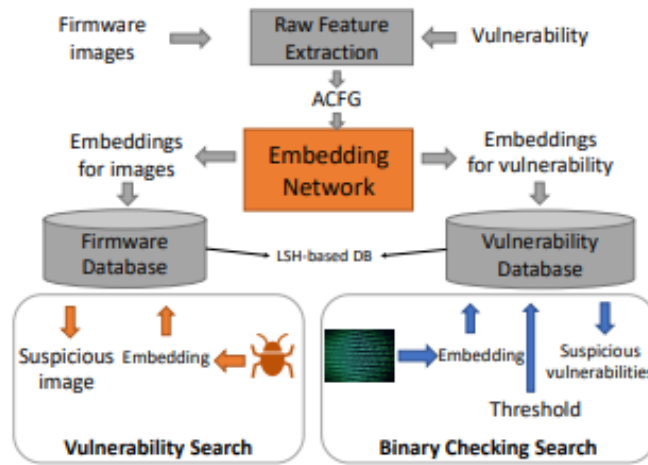 Firmware
images
Raw Feature
Extraction
Vulnerability
ACFG
Embeddings
for images
Embedding
Network
Embeddings
for vulnerability
Firmware
Database
LSH-based DB
Vulnerability
Database
Suspicious
image
Embedding
Vulnerability Search
Embedding
Suspicious
vulnerabilities
Threshold
Binary Checking Search